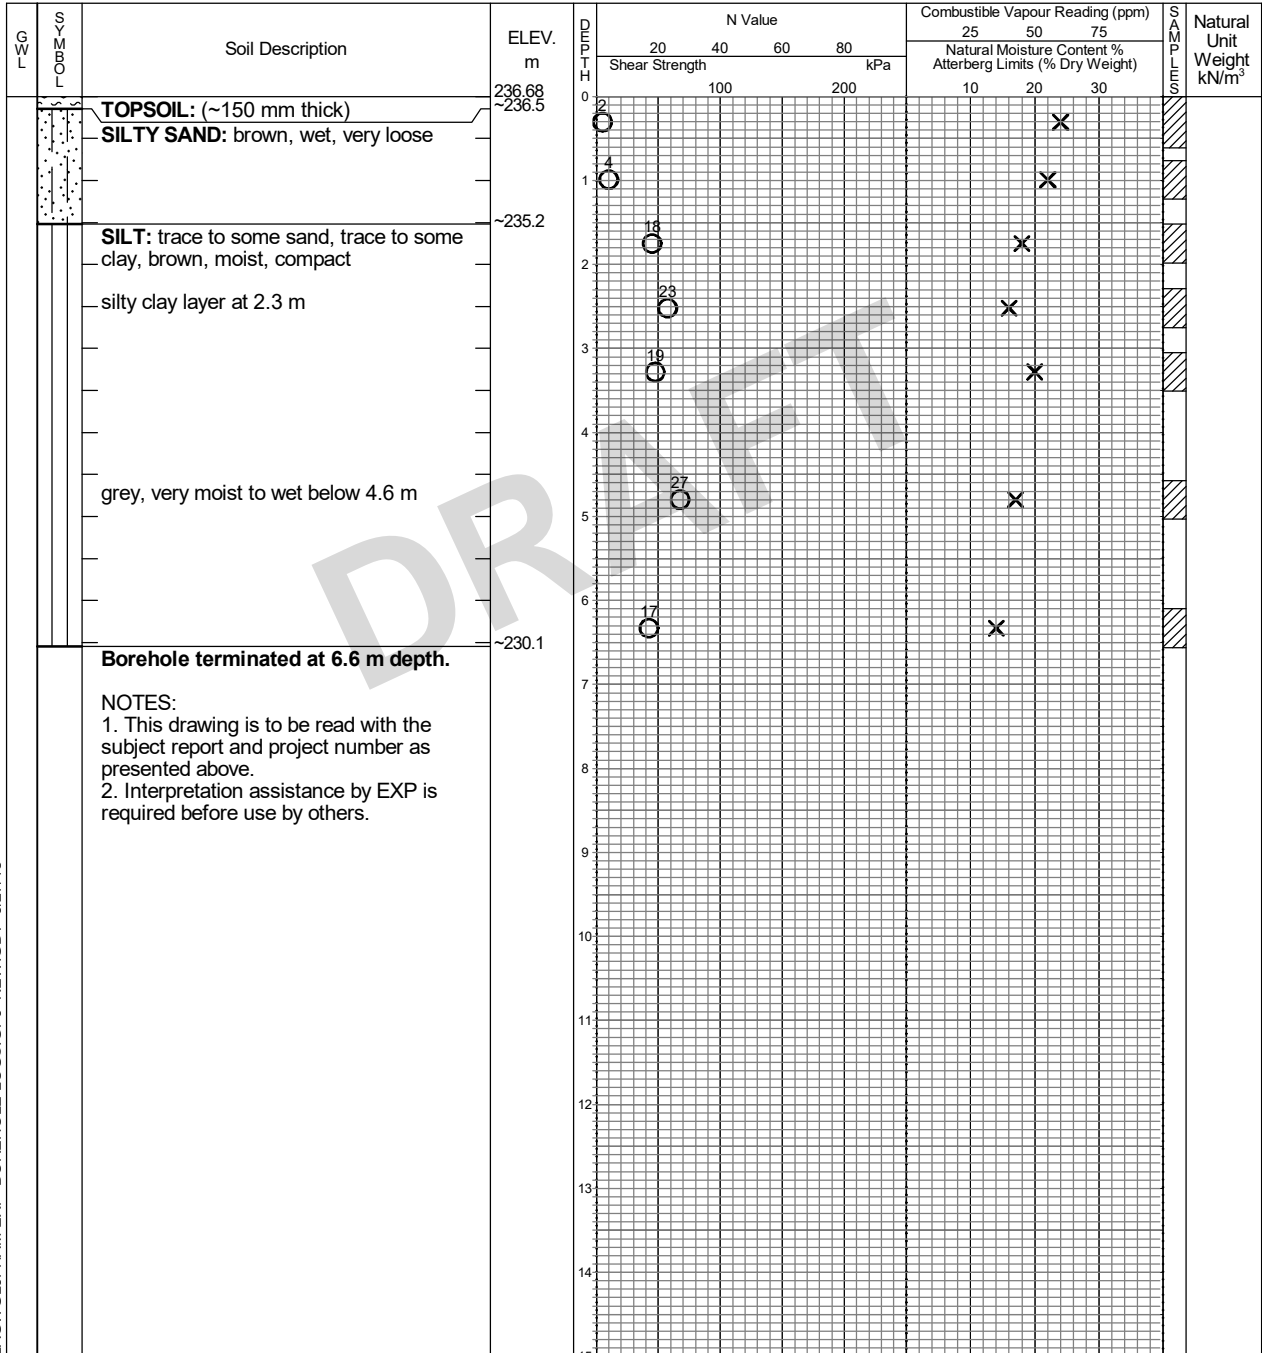 GWL
SYMBOL
Soil Description
ELEV.
m
DEPTH
N Value
20 40 60 80
Shear Strength kPa
100 200
Combustible Vapour Reading (ppm)
25 50 75
Natural Moisture Content %
Atterberg Limits (% Dry Weight)
10 20 30
SAMPLES
Natural
Unit
Weight
kN/m³
236.68
~236.5
TOPSOIL: (~150 mm thick)
SILTY SAND: brown, wet, very loose
~235.2
SILT: trace to some sand, trace to some
clay, brown, moist, compact
silty clay layer at 2.3 m
grey, very moist to wet below 4.6 m
~230.1
Borehole terminated at 6.6 m depth.
NOTES:
1. This drawing is to be read with the
subject report and project number as
presented above.
2. Interpretation assistance by EXP is
required before use by others.
0
1
2
3
4
5
6
7
8
9
10
11
12
13
14
2
4
18
23
19
27
17
DRAFT